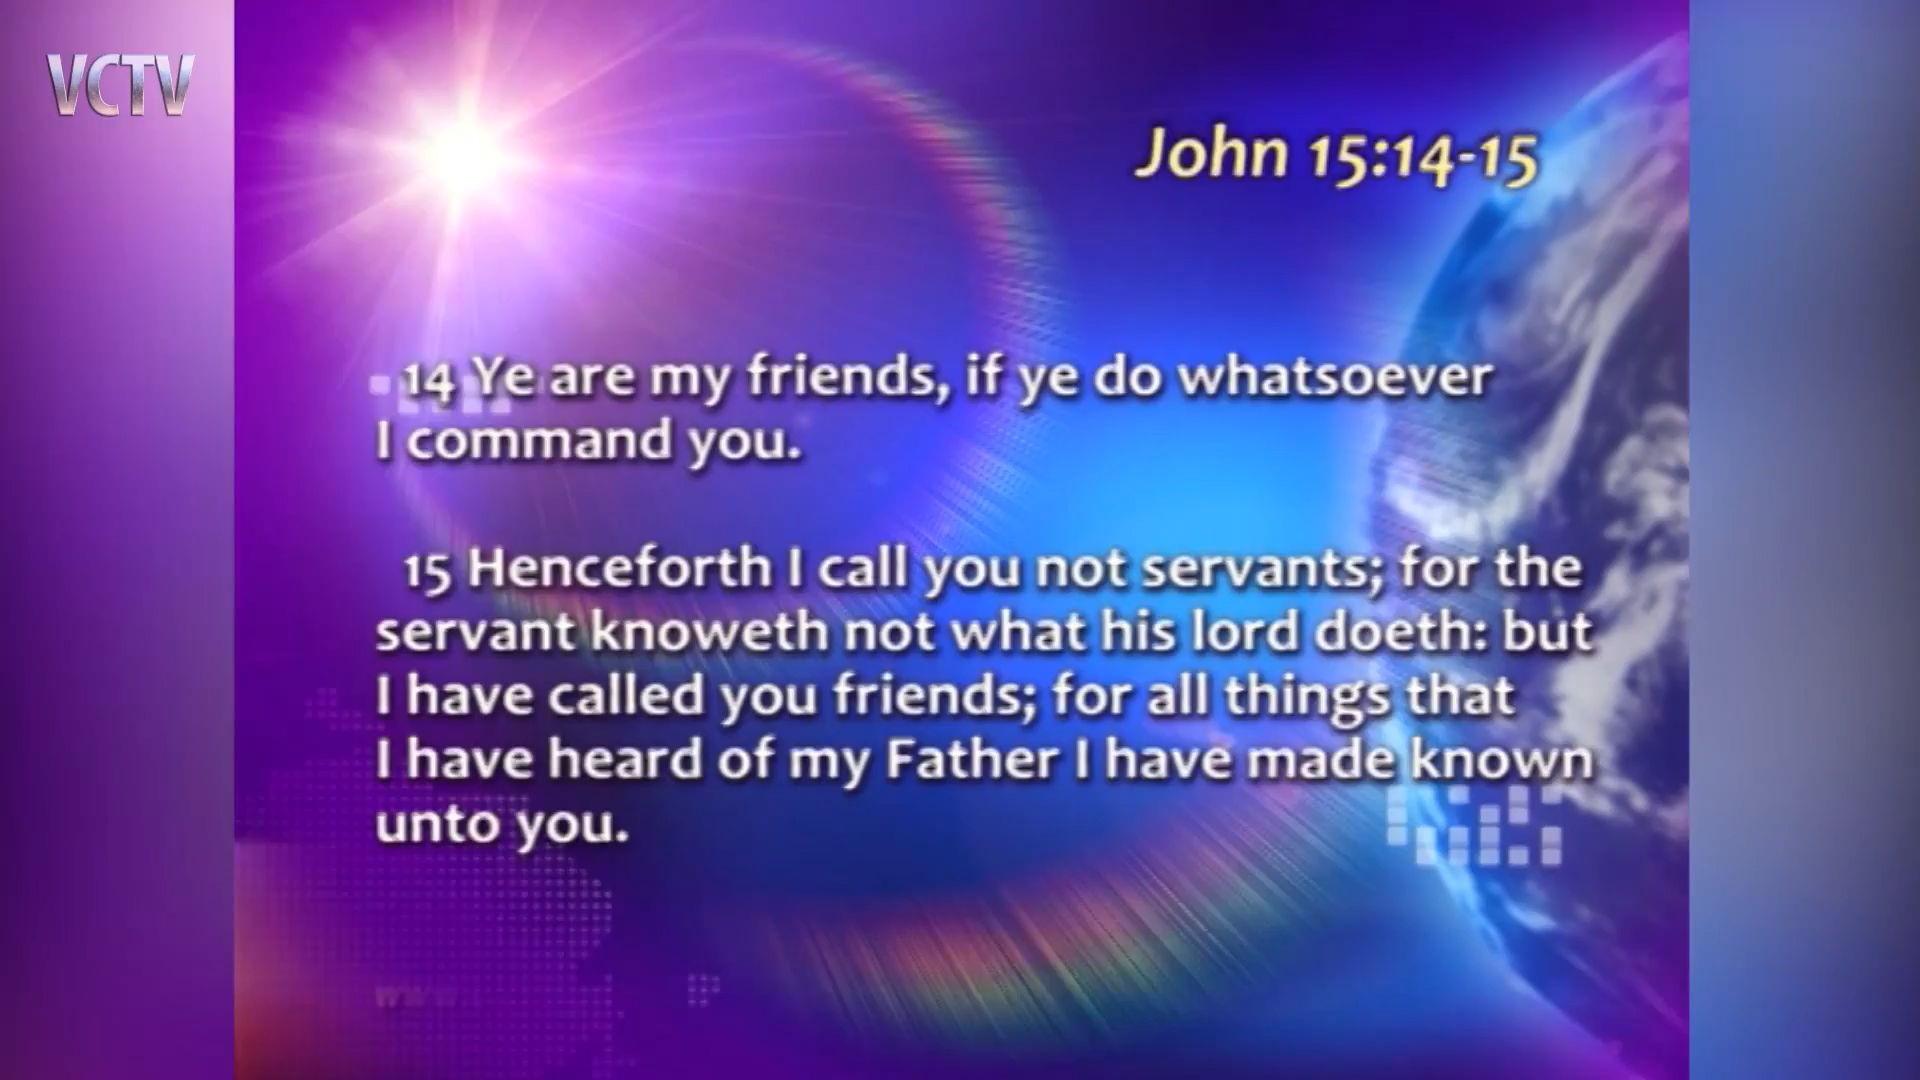 VCTV
John 15:14-15
14 Ye are my friends, if ye do whatsoever
I command you.
15 Henceforth I call you not servants; for the
servant knoweth not what his lord doeth: but
I have called you friends; for all things that
I have heard of my Father I have made known
unto you.